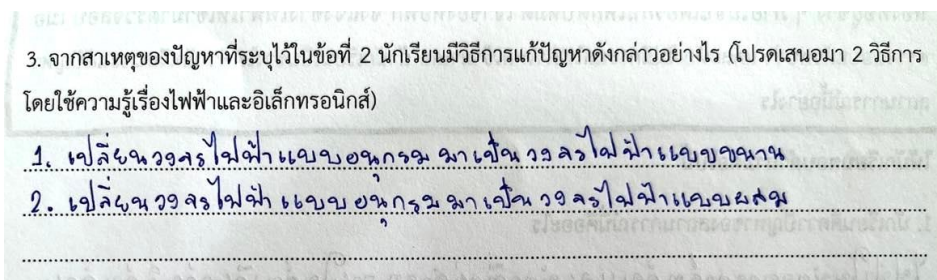 3. จากสาเหตุของปัญหาที่ระบุไว้ในข้อที่ 2 นักเรียนมีวิธีการแก้ปัญหาดังกล่าวอย่างไร (โปรดเสนอมา 2 วิธีการ
โดยใช้ความรู้เรื่องไฟฟ้าและอิเล็กทรอนิกส์)
1. เปลี่ยนวงจรไฟฟ้าแบบอนุกรม มาเป็นวงจรไฟฟ้าแบบขนาน
2. เปลี่ยนวงจรไฟฟ้า แบบอนุกรม มาเป็น วงจรไฟฟ้าแบบผสม